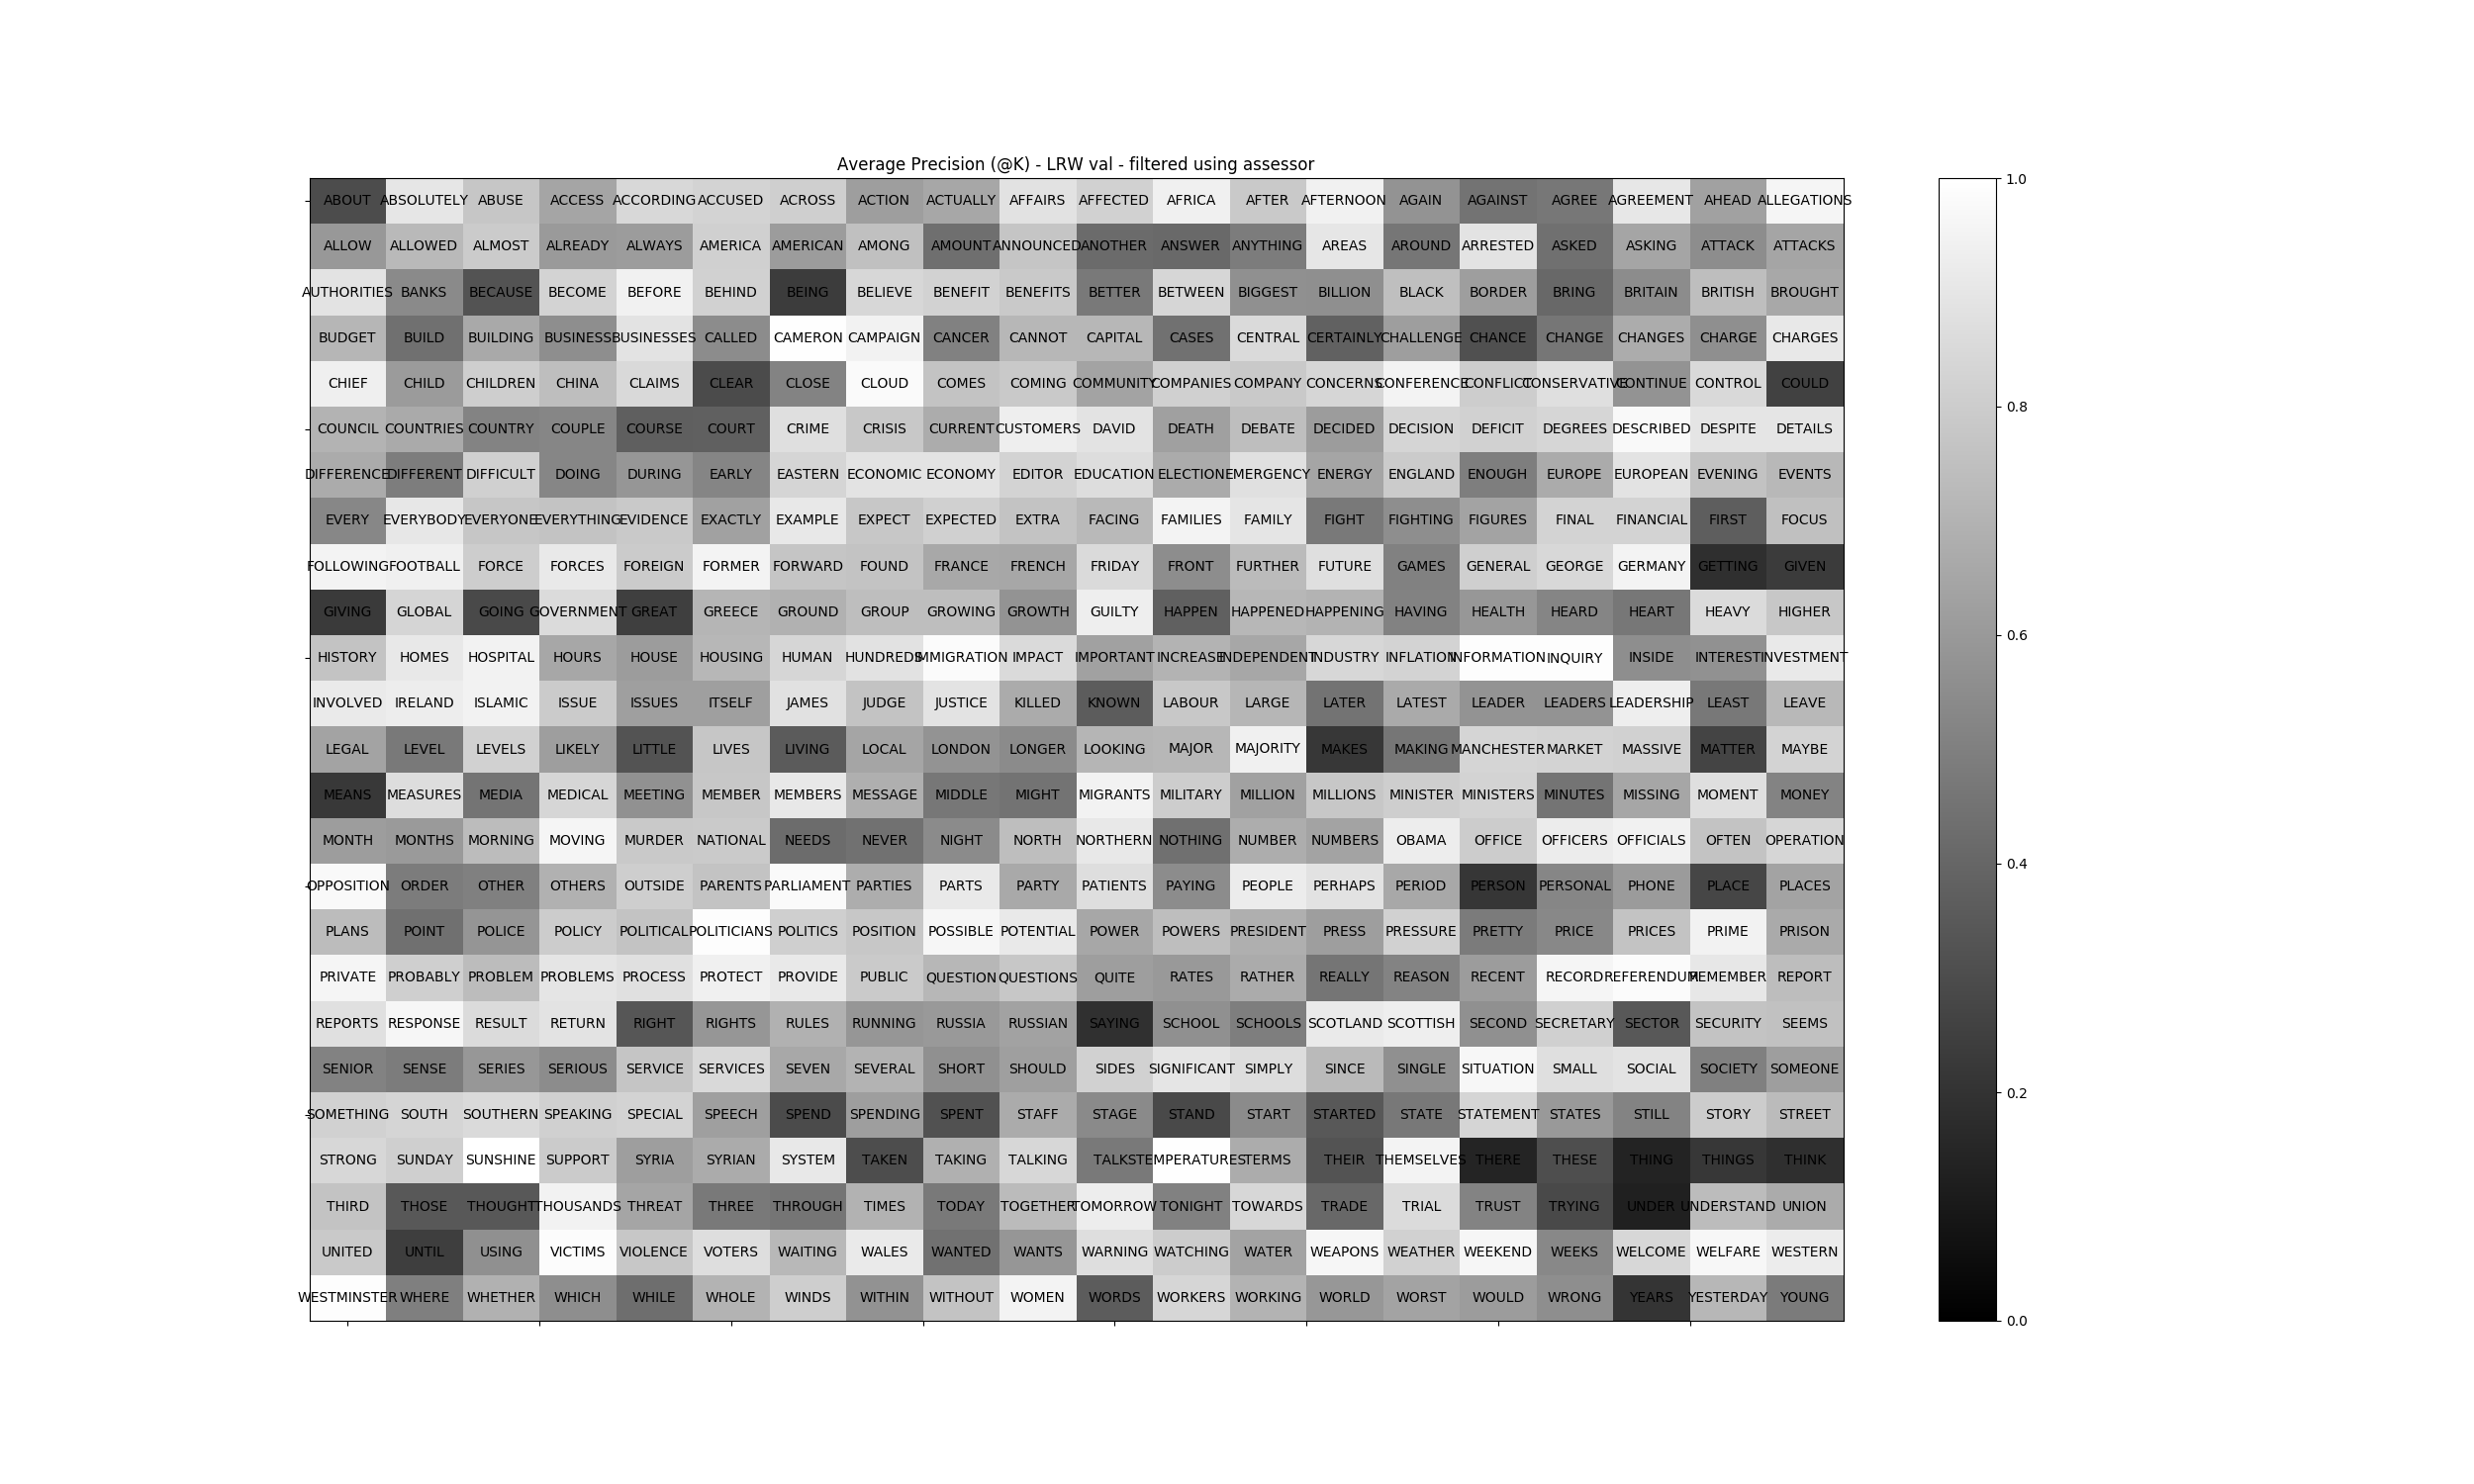 Average Precision (@K) - LRW val - filtered using assessor
ABOUT ABSOLUTELY ABUSE ACCESS ACCORDING ACCUSED ACROSS ACTION ACTUALLY AFFAIRS AFFECTED AFRICA AFTER AFTERNOON AGAIN AGAINST AGREE AGREEMENT AHEAD ALLEGATIONS
ALLOW ALLOWED ALMOST ALREADY ALWAYS AMERICA AMERICAN AMONG AMOUNT ANNOUNCED ANOTHER ANSWER ANYTHING AREAS AROUND ARRESTED ASKED ASKING ATTACK ATTACKS
AUTHORITIES BANKS BECAUSE BECOME BEFORE BEHIND BEING BELIEVE BENEFIT BENEFITS BETTER BETWEEN BIGGEST BILLION BLACK BORDER BRING BRITAIN BRITISH BROUGHT
BUDGET BUILD BUILDING BUSINESS BUSINESSES CALLED CAMERON CAMPAIGN CANCER CANNOT CAPITAL CASES CENTRAL CERTAINLY CHALLENGE CHANCE CHANGE CHANGES CHARGE CHARGES
CHIEF CHILD CHILDREN CHINA CLAIMS CLEAR CLOSE CLOUD COMES COMING COMMUNITY COMPANIES COMPANY CONCERNS CONFERENCE CONFLICT CONSERVATIVE CONTINUE CONTROL COULD
COUNCIL COUNTRIES COUNTRY COUPLE COURSE COURT CRIME CRISIS CURRENT CUSTOMERS DAVID DEATH DEBATE DECIDED DECISION DEFICIT DEGREES DESCRIBED DESPITE DETAILS
DIFFERENCE DIFFERENT DIFFICULT DOING DURING EARLY EASTERN ECONOMIC ECONOMY EDITOR EDUCATION ELECTION EMERGENCY ENERGY ENGLAND ENOUGH EUROPE EUROPEAN EVENING EVENTS
EVERY EVERYBODY EVERYONE EVERYTHING EVIDENCE EXACTLY EXAMPLE EXPECT EXPECTED EXTRA FACING FAMILIES FAMILY FIGHT FIGHTING FIGURES FINAL FINANCIAL FIRST FOCUS
FOLLOWING FOOTBALL FORCE FORCES FOREIGN FORMER FORWARD FOUND FRANCE FRENCH FRIDAY FRONT FURTHER FUTURE GAMES GENERAL GEORGE GERMANY GETTING GIVEN
GIVING GLOBAL GOING GOVERNMENT GREAT GREECE GROUND GROUP GROWING GROWTH GUILTY HAPPEN HAPPENED HAPPENING HAVING HEALTH HEARD HEART HEAVY HIGHER
HISTORY HOMES HOSPITAL HOURS HOUSE HOUSING HUMAN HUNDREDS IMMIGRATION IMPACT IMPORTANT INCREASE INDEPENDENT INDUSTRY INFLATION INFORMATION INQUIRY INSIDE INTEREST INVESTMENT
INVOLVED IRELAND ISLAMIC ISSUE ISSUES ITSELF JAMES JUDGE JUSTICE KILLED KNOWN LABOUR LARGE LATER LATEST LEADER LEADERS LEADERSHIP LEAST LEAVE
LEGAL LEVEL LEVELS LIKELY LITTLE LIVES LIVING LOCAL LONDON LONGER LOOKING MAJOR MAJORITY MAKES MAKING MANCHESTER MARKET MASSIVE MATTER MAYBE
MEANS MEASURES MEDIA MEDICAL MEETING MEMBER MEMBERS MESSAGE MIDDLE MIGHT MIGRANTS MILITARY MILLION MILLIONS MINISTER MINISTERS MINUTES MISSING MOMENT MONEY
MONTH MONTHS MORNING MOVING MURDER NATIONAL NEEDS NEVER NIGHT NORTH NORTHERN NOTHING NUMBER NUMBERS OBAMA OFFICE OFFICERS OFFICIALS OFTEN OPERATION
OPPOSITION ORDER OTHER OTHERS OUTSIDE PARENTS PARLIAMENT PARTIES PARTS PARTY PATIENTS PAYING PEOPLE PERHAPS PERIOD PERSON PERSONAL PHONE PLACE PLACES
PLANS POINT POLICE POLICY POLITICAL POLITICIANS POLITICS POSITION POSSIBLE POTENTIAL POWER POWERS PRESIDENT PRESS PRESSURE PRETTY PRICE PRICES PRIME PRISON
PRIVATE PROBABLY PROBLEM PROBLEMS PROCESS PROTECT PROVIDE PUBLIC QUESTION QUESTIONS QUITE RATES RATHER REALLY REASON RECENT RECORD REFERENDUM REMEMBER REPORT
REPORTS RESPONSE RESULT RETURN RIGHT RIGHTS RULES RUNNING RUSSIA RUSSIAN SAYING SCHOOL SCHOOLS SCOTLAND SCOTTISH SECOND SECRETARY SECTOR SECURITY SEEMS
SENIOR SENSE SERIES SERIOUS SERVICE SERVICES SEVEN SEVERAL SHORT SHOULD SIDES SIGNIFICANT SIMPLY SINCE SINGLE SITUATION SMALL SOCIAL SOCIETY SOMEONE
SOMETHING SOUTH SOUTHERN SPEAKING SPECIAL SPEECH SPEND SPENDING SPENT STAFF STAGE STAND START STARTED STATE STATEMENT STATES STILL STORY STREET
STRONG SUNDAY SUNSHINE SUPPORT SYRIA SYRIAN SYSTEM TAKEN TAKING TALKING TALKS TEMPERATURES TERMS THEIR THEMSELVES THERE THESE THING THINGS THINK
THIRD THOSE THOUGHT THOUSANDS THREAT THREE THROUGH TIMES TODAY TOGETHER TOMORROW TONIGHT TOWARDS TRADE TRIAL TRUST TRYING UNDER UNDERSTAND UNION
UNITED UNTIL USING VICTIMS VIOLENCE VOTERS WAITING WALES WANTED WANTS WARNING WATCHING WATER WEAPONS WEATHER WEEKEND WEEKS WELCOME WELFARE WESTERN
WESTMINSTER WHERE WHETHER WHICH WHILE WHOLE WINDS WITHIN WITHOUT WOMEN WORDS WORKERS WORKING WORLD WORST WOULD WRONG YEARS YESTERDAY YOUNG
1.0
0.8
0.6
0.4
0.2
0.0